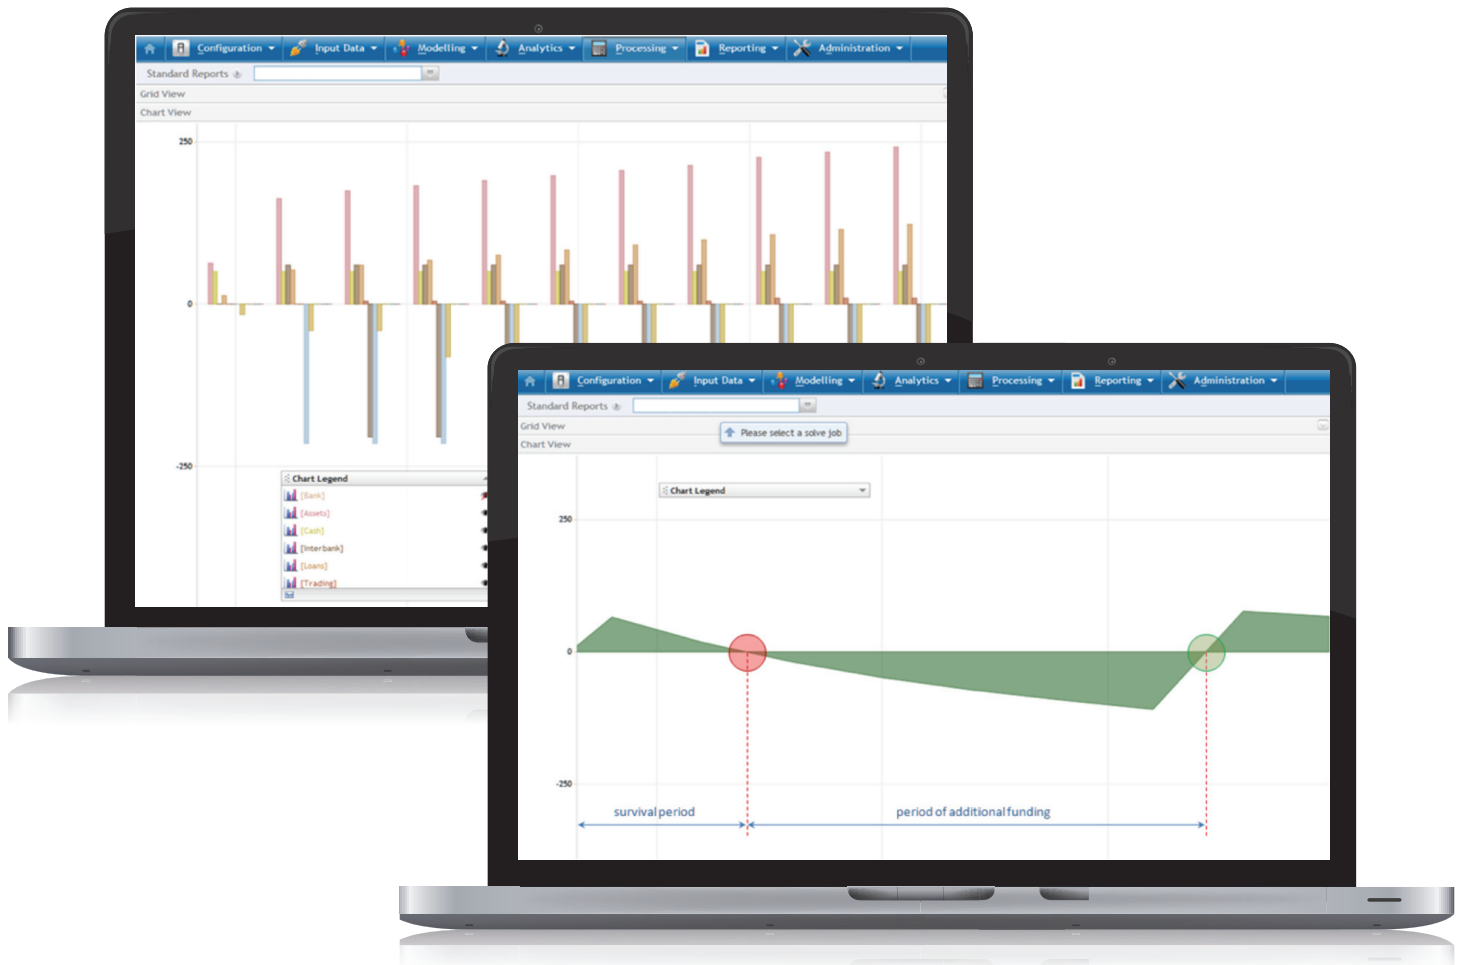 Configuration Input Data Modelling Analytics Processing Reporting Administration
Standard Reports
Grid View
Chart View
250
0
-250
Chart Legend
[Bank]
[Assets]
[Cash]
[Interbank]
[Loans]
[Trading]
Configuration Input Data Modelling Analytics Processing Reporting Administration
Standard Reports
Grid View
Please select a solve job
Chart View
Chart Legend
250
0
-250
survival period
period of additional funding